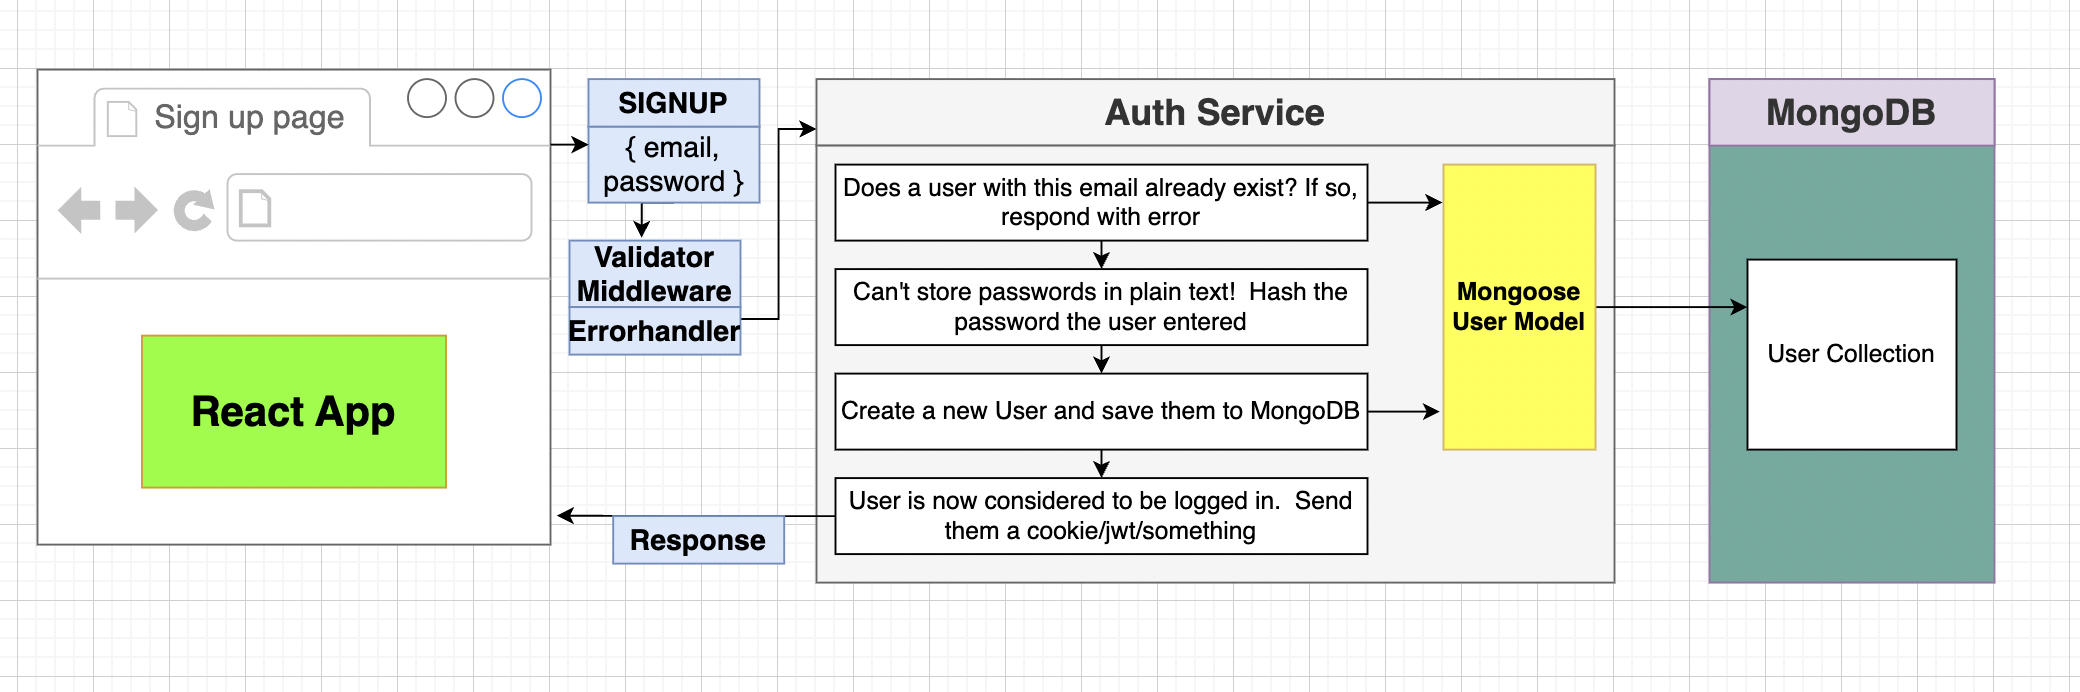 Sign up page
React App
SIGNUP
{ email,
password }
Validator
Middleware
Errorhandler
Auth Service
Does a user with this email already exist? If so,
respond with error
Can't store passwords in plain text!  Hash the
password the user entered
Create a new User and save them to MongoDB
User is now considered to be logged in.  Send
them a cookie/jwt/something
Mongoose
User Model
Response
MongoDB
User Collection